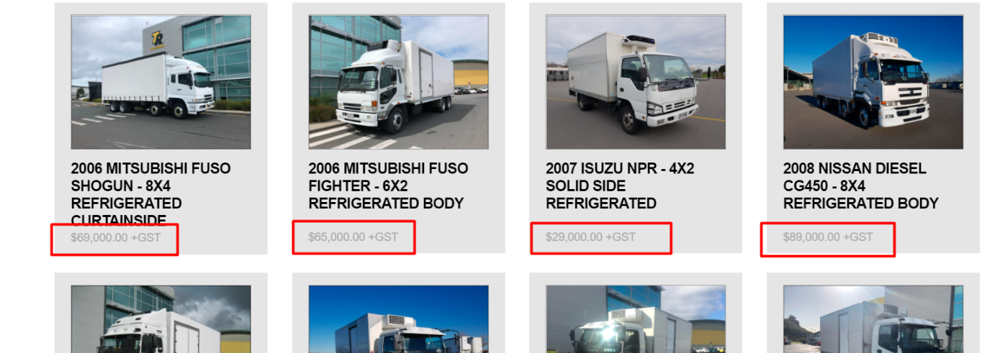 TR
2006 MITSUBISHI FUSO
SHOGUN - 8X4
REFRIGERATED
CURTAINSIDE
$69,000.00 +GST
2006 MITSUBISHI FUSO
FIGHTER - 6X2
REFRIGERATED BODY
$65,000.00 +GST
2007 ISUZU NPR - 4X2
SOLID SIDE
REFRIGERATED
$29,000.00 +GST
2008 NISSAN DIESEL
CG450 - 8X4
REFRIGERATED BODY
$89,000.00 +GST